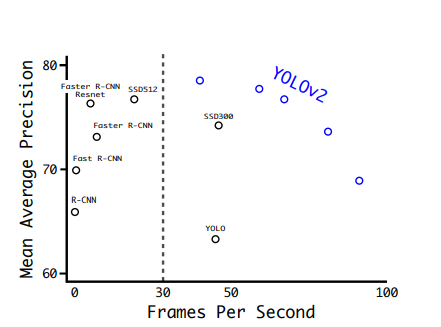 80
Faster R-CNN
Resnet
SSD512
YOLOv2
SSD300
Faster R-CNN
Fast R-CNN
70
R-CNN
YOLO
60
Mean Average Precision
0 30 50 100
Frames Per Second